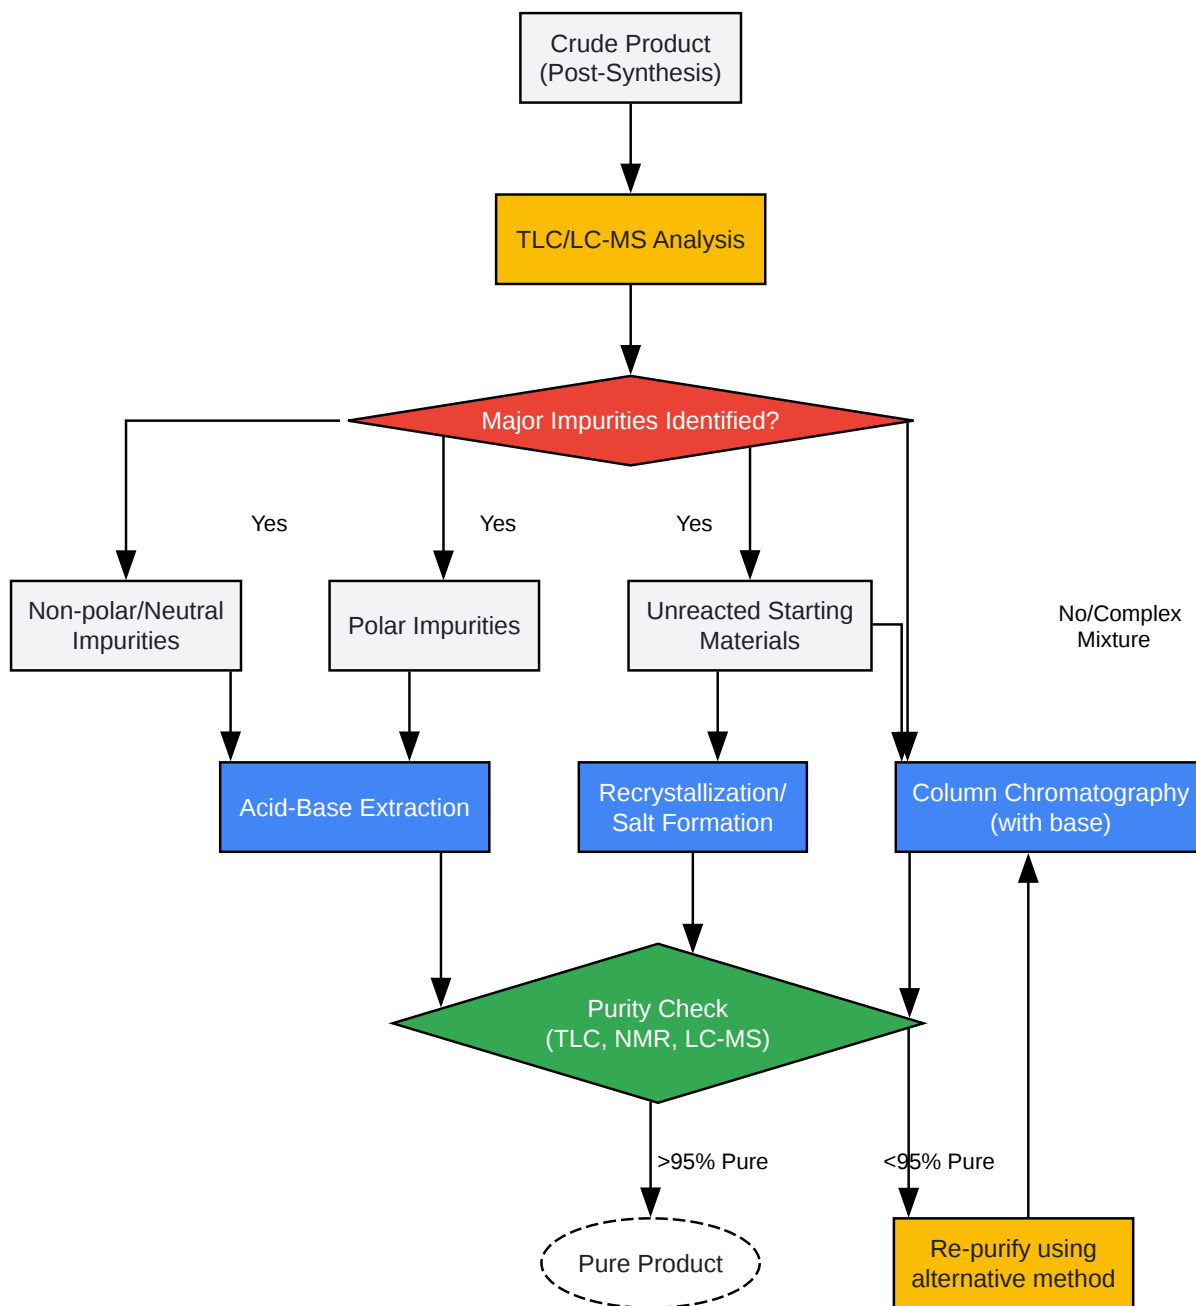 Crude Product
(Post-Synthesis)
TLC/LC-MS Analysis
Major Impurities Identified?
Yes
Yes
Yes
Non-polar/Neutral
Impurities
Polar Impurities
Unreacted Starting
Materials
No/Complex
Mixture
Acid-Base Extraction
Recrystallization/
Salt Formation
Column Chromatography
(with base)
Purity Check
(TLC, NMR, LC-MS)
>95% Pure
<95% Pure
Pure Product
Re-purify using
alternative method